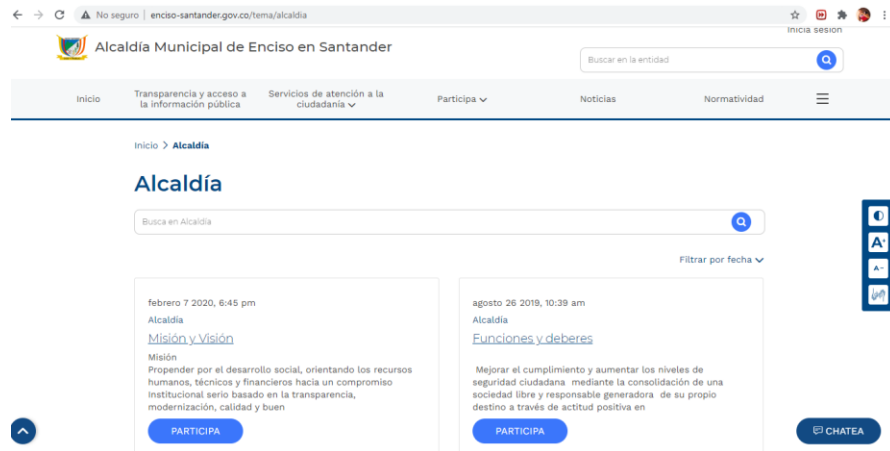 No seguro | enciso-santander.gov.co/tema/alcaldia
Inicia sesión
Alcaldía Municipal de Enciso en Santander
Buscar en la entidad
Inicio
Transparencia y acceso a
la información pública
Servicios de atención a la
ciudadanía
Participa
Noticias
Normatividad
Inicio > Alcaldía
Alcaldía
Busca en Alcaldía
Filtrar por fecha
febrero 7 2020, 6:45 pm
Alcaldía
Misión y Visión
Misión
Propender por el desarrollo social, orientando los recursos
humanos, técnicos y financieros hacia un compromiso
Institucional serio basado en la transparencia,
modernización, calidad y buen
PARTICIPA
agosto 26 2019, 10:39 am
Alcaldía
Funciones y deberes
Mejorar el cumplimiento y aumentar los niveles de
seguridad ciudadana mediante la consolidación de una
sociedad libre y responsable generadora de su propio
destino a través de actitud positiva en
PARTICIPA
A+
A-
CHATEA